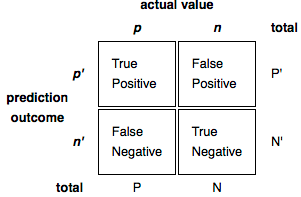 actual value
p n total
True Positive False Positive
p' P'
prediction outcome
False Negative True Negative
n' N'
total P N